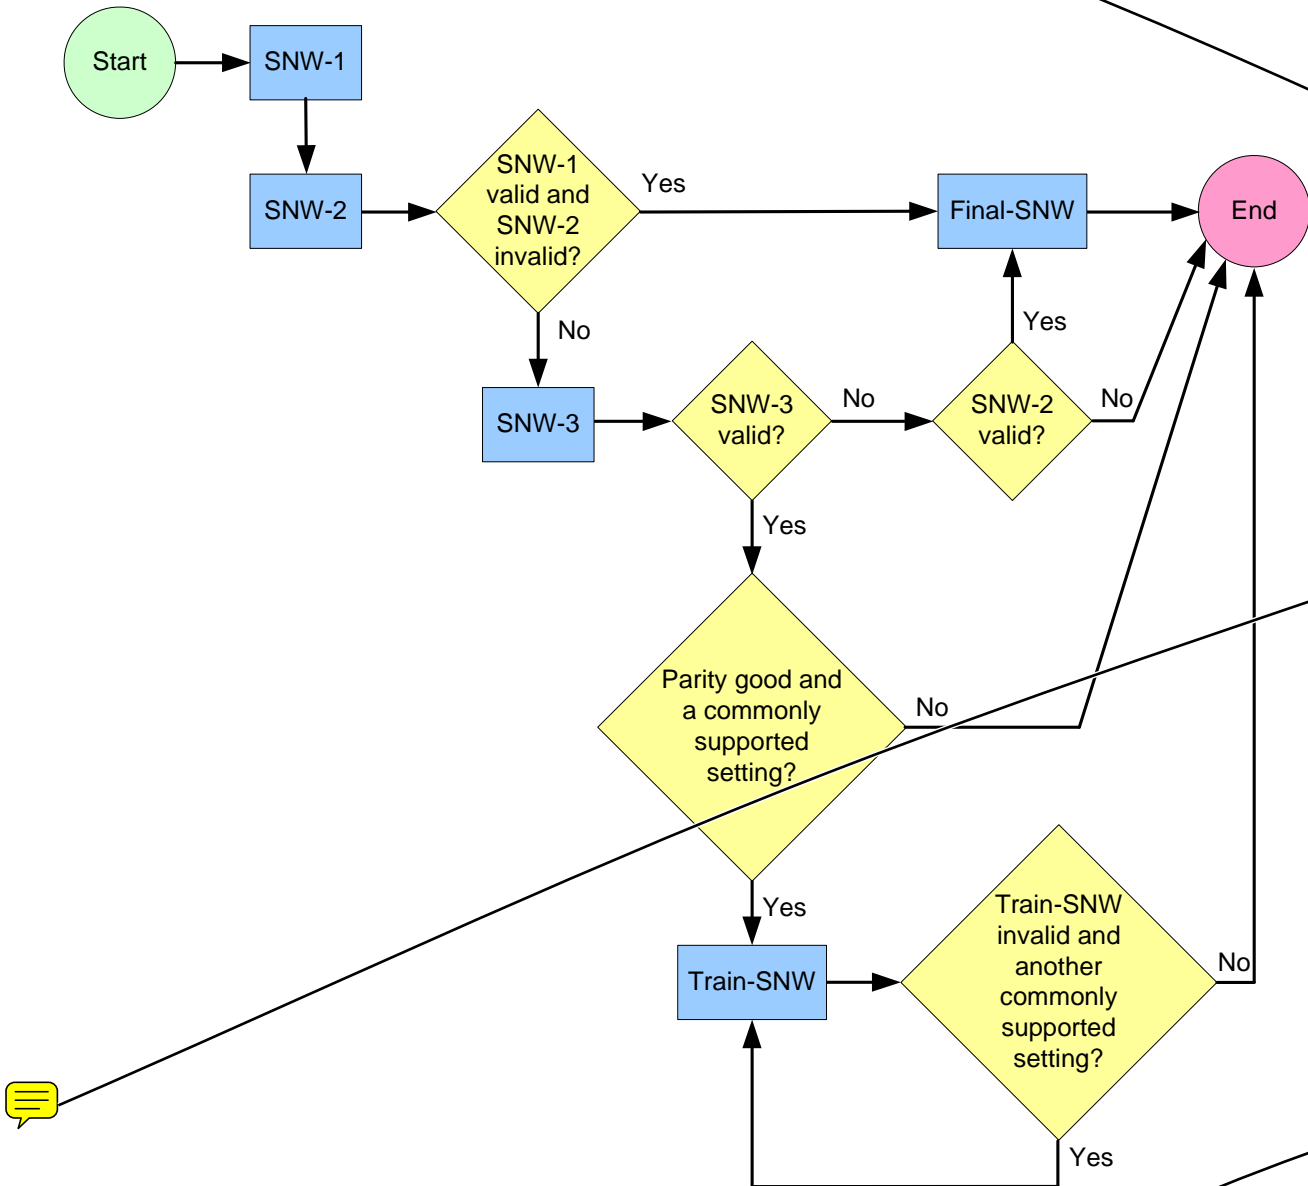 Start
SNW-1
SNW-2
SNW-1
valid and
SNW-2
invalid?
Yes
Final-SNW
End
No
Yes
SNW-3
SNW-3
valid?
No
SNW-2
valid?
No
Yes
Parity good and
a commonly
supported
setting?
No
Yes
Train-SNW
Train-SNW
invalid and
another
commonly
supported
setting?
No
Yes